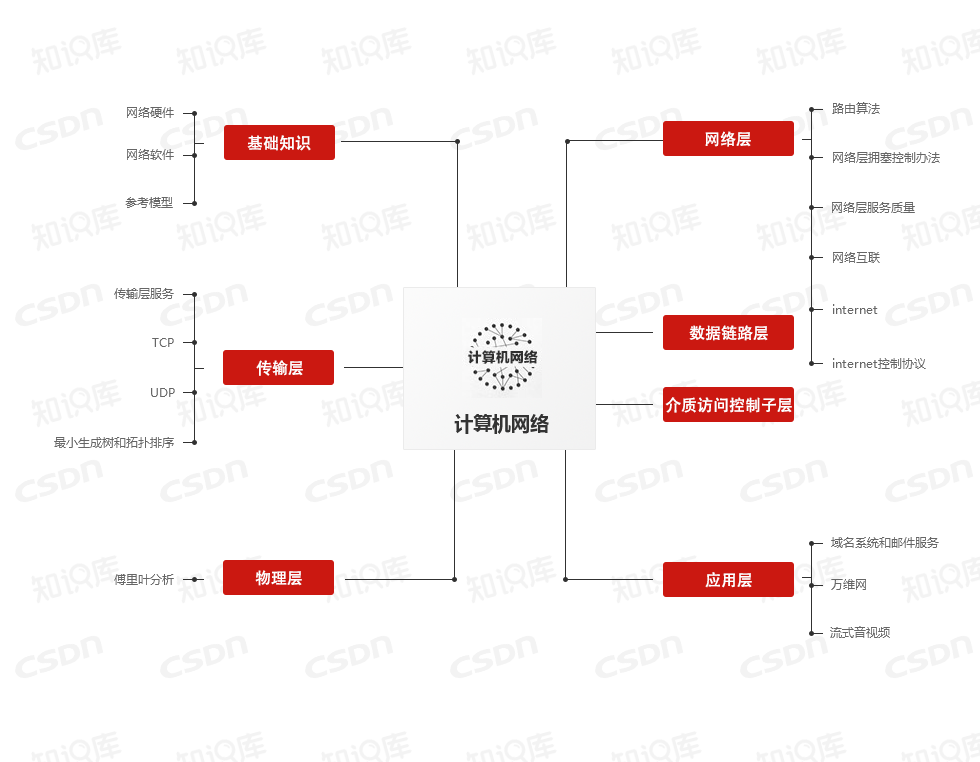 网络硬件
网络软件
参考模型
基础知识
传输层服务
TCP
UDP
最小生成树和拓扑排序
传输层
傅里叶分析
物理层
计算机网络
计算机网络
网络层
路由算法
网络层拥塞控制办法
网络层服务质量
网络互联
internet
internet控制协议
数据链路层
介质访问控制子层
应用层
域名系统和邮件服务
万维网
流式音视频
知识库
CSDN